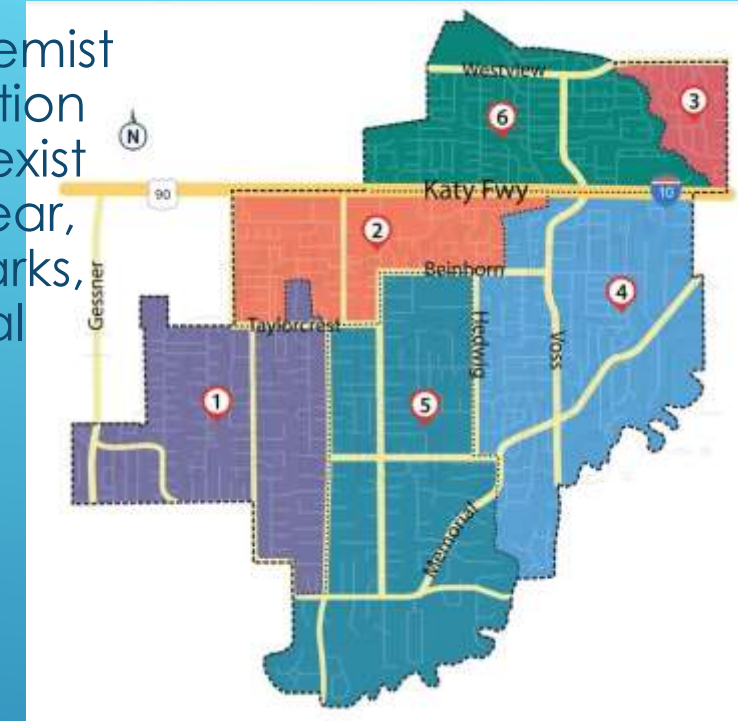 emist
tion
exist
ear,
arks,
al
N
Westview
3
6
Katy Fwy
90
10
2
Beinhorn
4
Gessner
Taylorcrest
Hedwig
Voss
1
5
Memorial